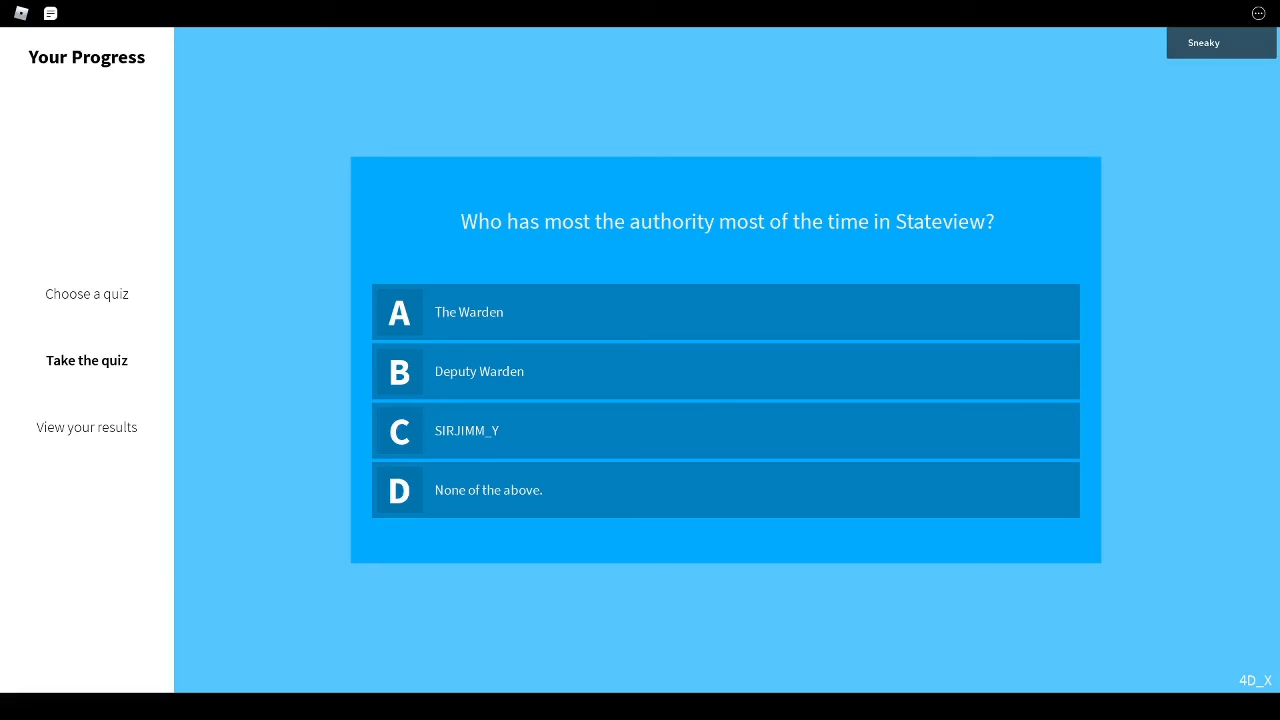 Your Progress
Sneaky
Who has most the authority most of the time in Stateview?
Choose a quiz
A The Warden
Take the quiz
B Deputy Warden
View your results
C SIRJIMM_Y
D None of the above.
4D_X